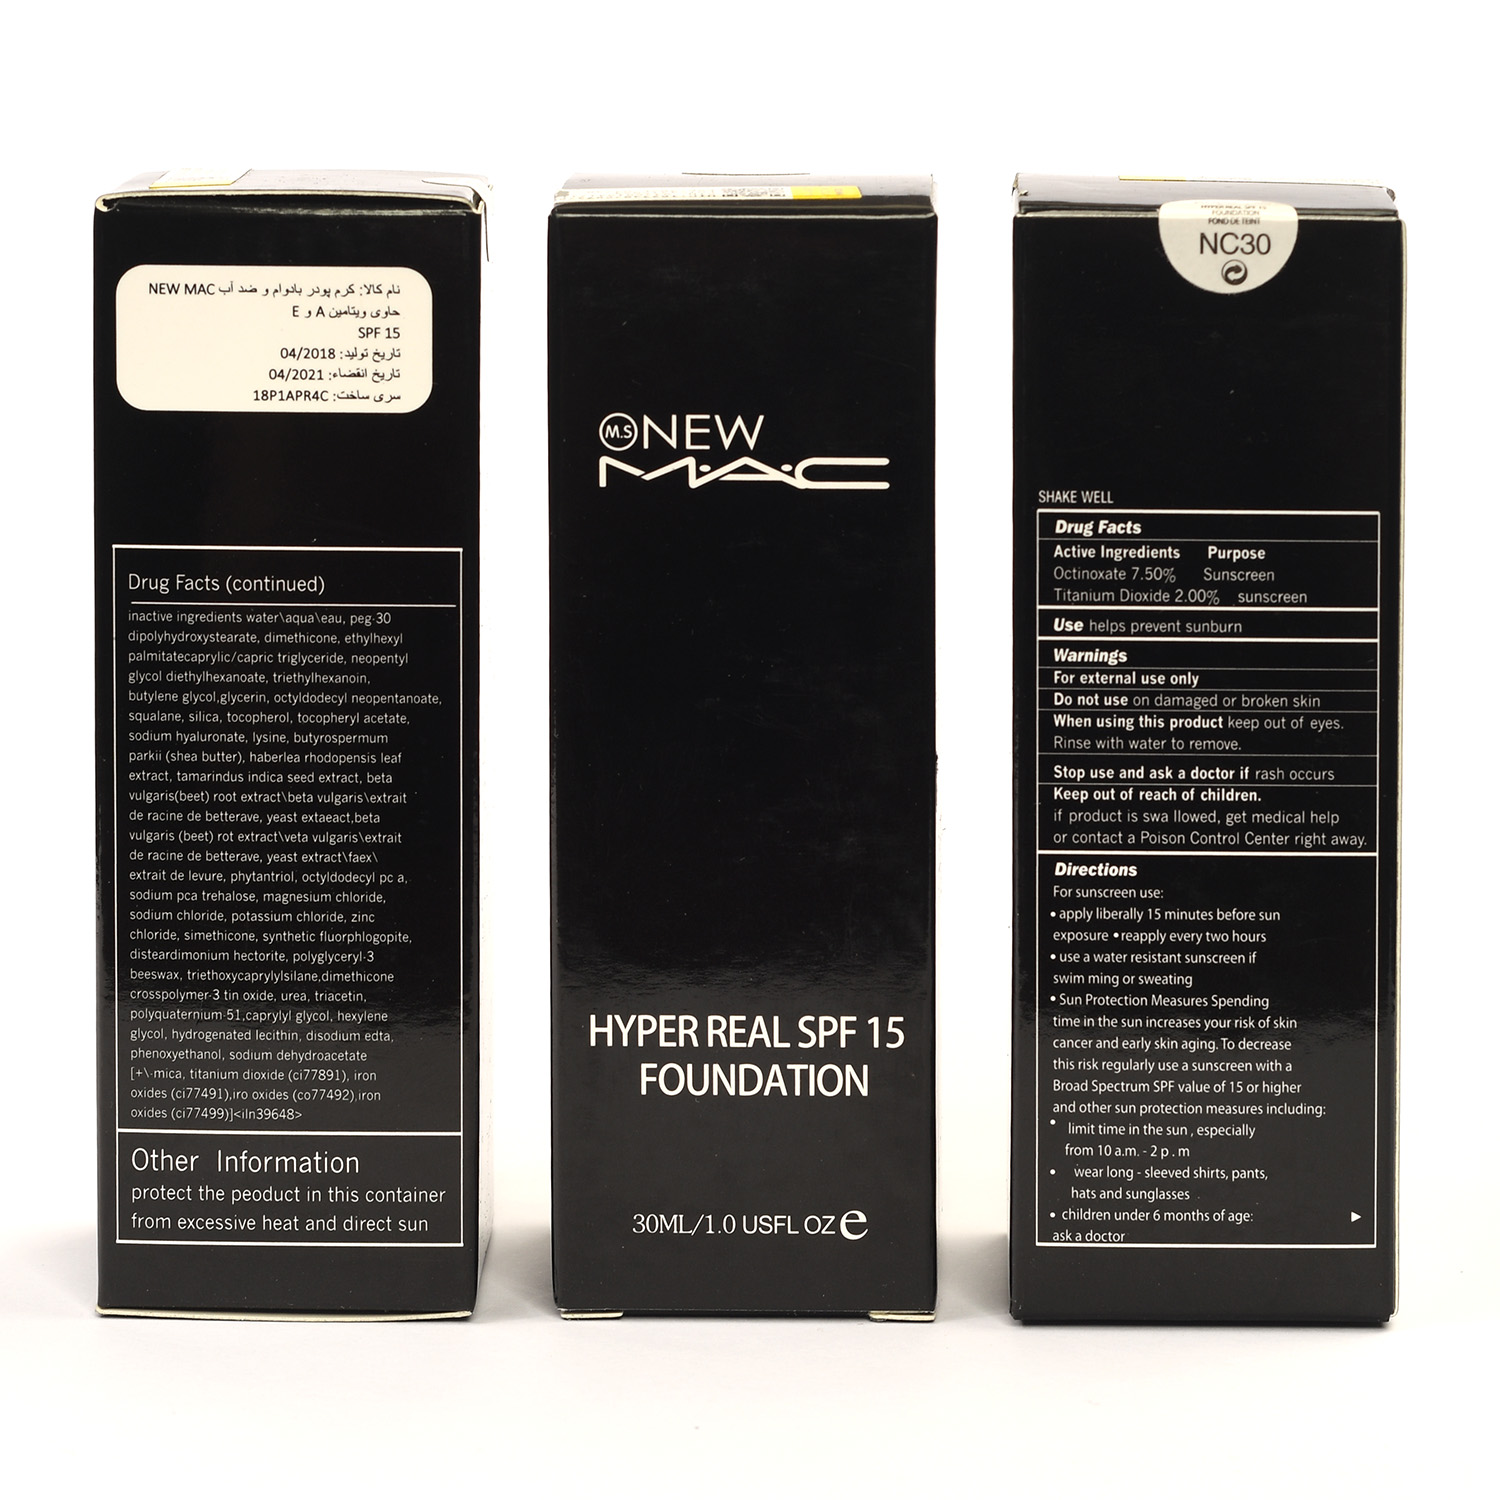 نام کالا: کرم پودر بادوام و ضد آب NEW MAC
حاوی ویتامین A و E
SPF 15
تاریخ تولید: 04/2018
تاریخ انقضاء: 04/2021
سری ساخت: 18P1APR4C
Drug Facts (continued)
inactive ingredients water\aqua\eau, peg-30
dipolyhydroxystearate, dimethicone, ethylhexyl
palmitatecaprylic/capric triglyceride, neopentyl
glycol diethylhexanoate, triethylhexanoin,
butylene glycol,glycerin, octyldodecyl neopentanoate,
squalane, silica, tocopherol, tocopheryl acetate,
sodium hyaluronate, lysine, butyrospermum
parkii (shea butter), haberlea rhodopensis leaf
extract, tamarindus indica seed extract, beta
vulgaris(beet) root extract\beta vulgaris\extrait
de racine de betterave, yeast extaeact,beta
vulgaris (beet) rot extract\veta vulgaris\extrait
de racine de betterave, yeast extract\faex\
extrait de levure, phytantriol, octyldodecyl pc a,
sodium pca trehalose, magnesium chloride,
sodium chloride, potassium chloride, zinc
chloride, simethicone, synthetic fluorphlogopite,
disteardimonium hectorite, polyglyceryl-3
beeswax, triethoxycaprylylsilane,dimethicone
crosspolymer-3 tin oxide, urea, triacetin,
polyquaternium-51,caprylyl glycol, hexylene
glycol, hydrogenated lecithin, disodium edta,
phenoxyethanol, sodium dehydroacetate
[+\-mica, titanium dioxide (ci77891), iron
oxides (ci77491),iro oxides (co77492),iron
oxides (ci77499)]<iln39648>
Other Information
protect the peoduct in this container
from excessive heat and direct sun
M.S NEW
M·A·C
HYPER REAL SPF 15
FOUNDATION
30ML/1.0 USFL OZ e
HYPER REAL SPF 15
FOUNDATION
FOND DE TEINT
NC30
SHAKE WELL
Drug Facts
Active Ingredients Purpose
Octinoxate 7.50% Sunscreen
Titanium Dioxide 2.00% sunscreen
Use helps prevent sunburn
Warnings
For external use only
Do not use on damaged or broken skin
When using this product keep out of eyes.
Rinse with water to remove.
Stop use and ask a doctor if rash occurs
Keep out of reach of children.
if product is swa llowed, get medical help
or contact a Poison Control Center right away.
Directions
For sunscreen use:
• apply liberally 15 minutes before sun
exposure • reapply every two hours
• use a water resistant sunscreen if
swim ming or sweating
• Sun Protection Measures Spending
time in the sun increases your risk of skin
cancer and early skin aging. To decrease
this risk regularly use a sunscreen with a
Broad Spectrum SPF value of 15 or higher
and other sun protection measures including:
• limit time in the sun , especially
from 10 a.m. - 2 p . m
• wear long - sleeved shirts, pants,
hats and sunglasses
• children under 6 months of age:
ask a doctor